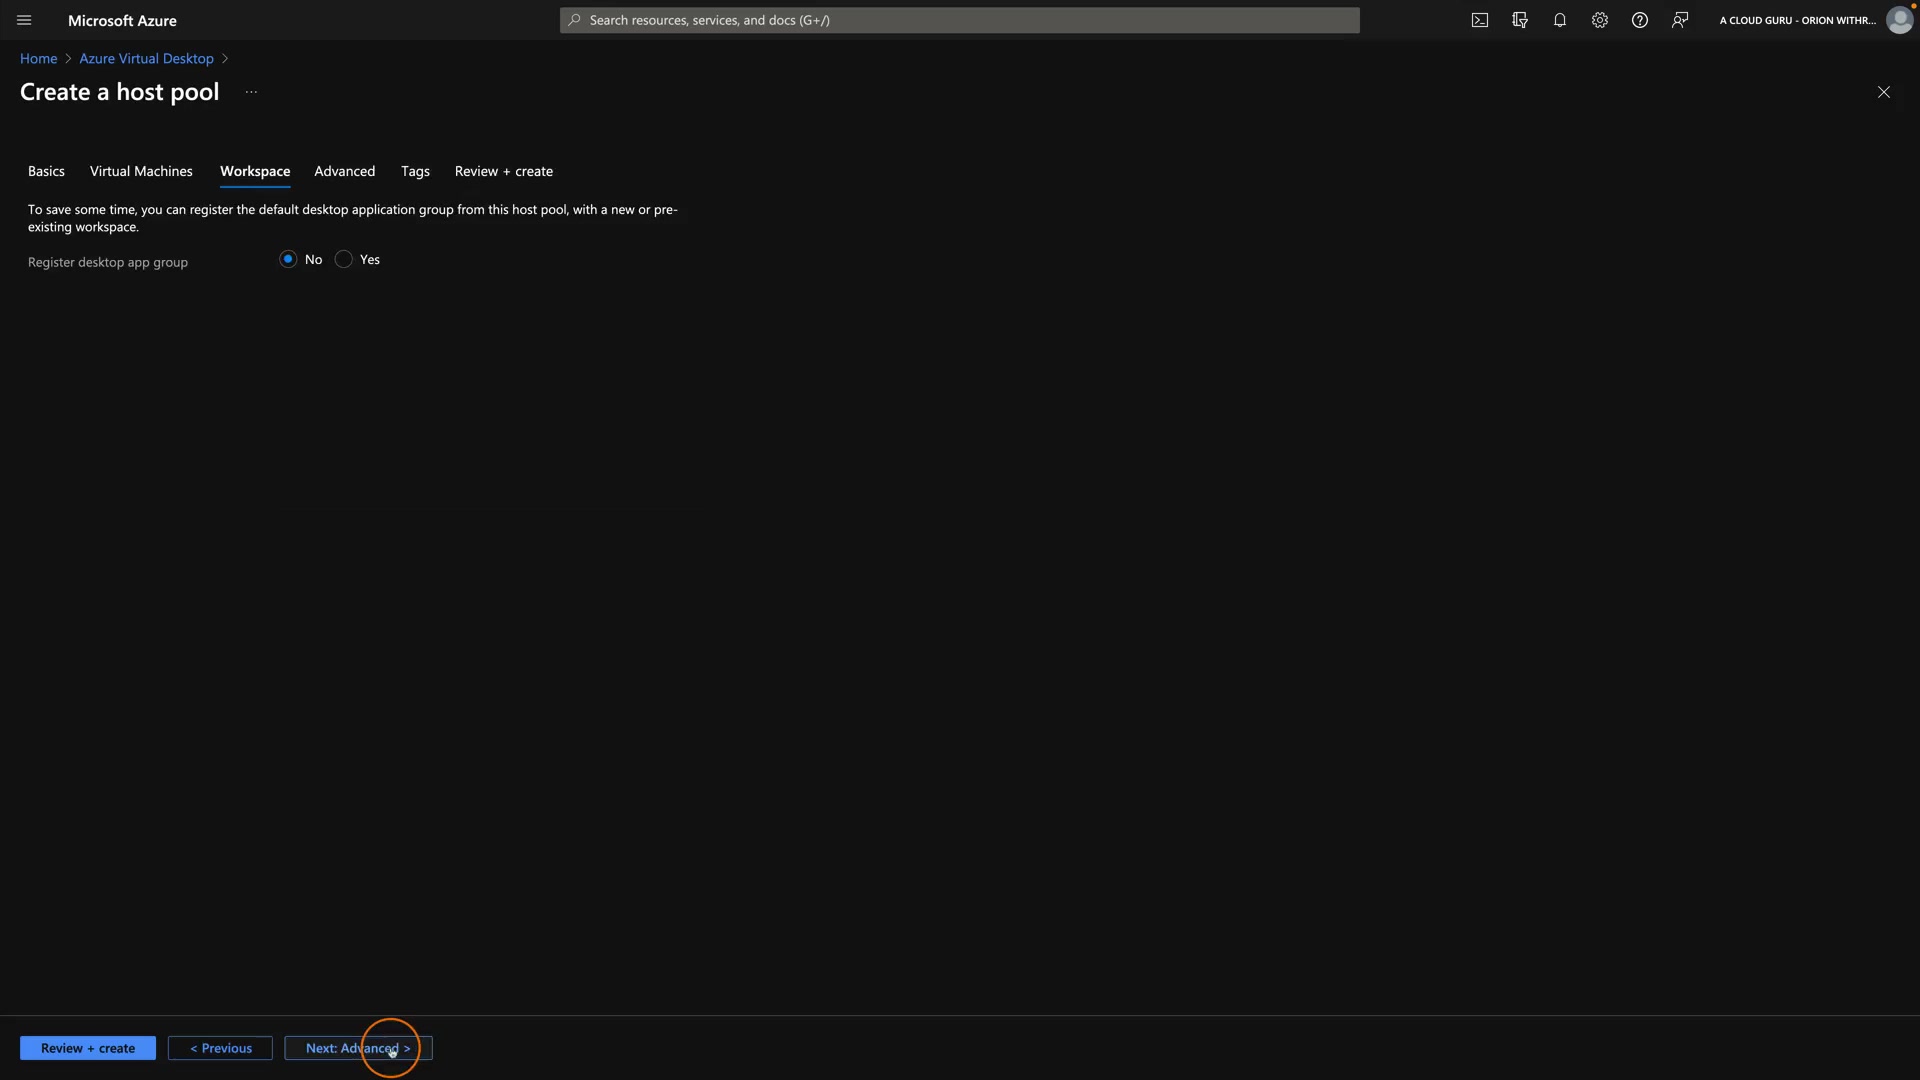 Microsoft Azure
Search resources, services, and docs (G+/)
A CLOUD GURU - ORION WITHR...
Home > Azure Virtual Desktop >
Create a host pool ...
Basics Virtual Machines Workspace Advanced Tags Review + create
To save some time, you can register the default desktop application group from this host pool, with a new or pre-
existing workspace.
Register desktop app group No Yes
Review + create < Previous Next: Advanced >